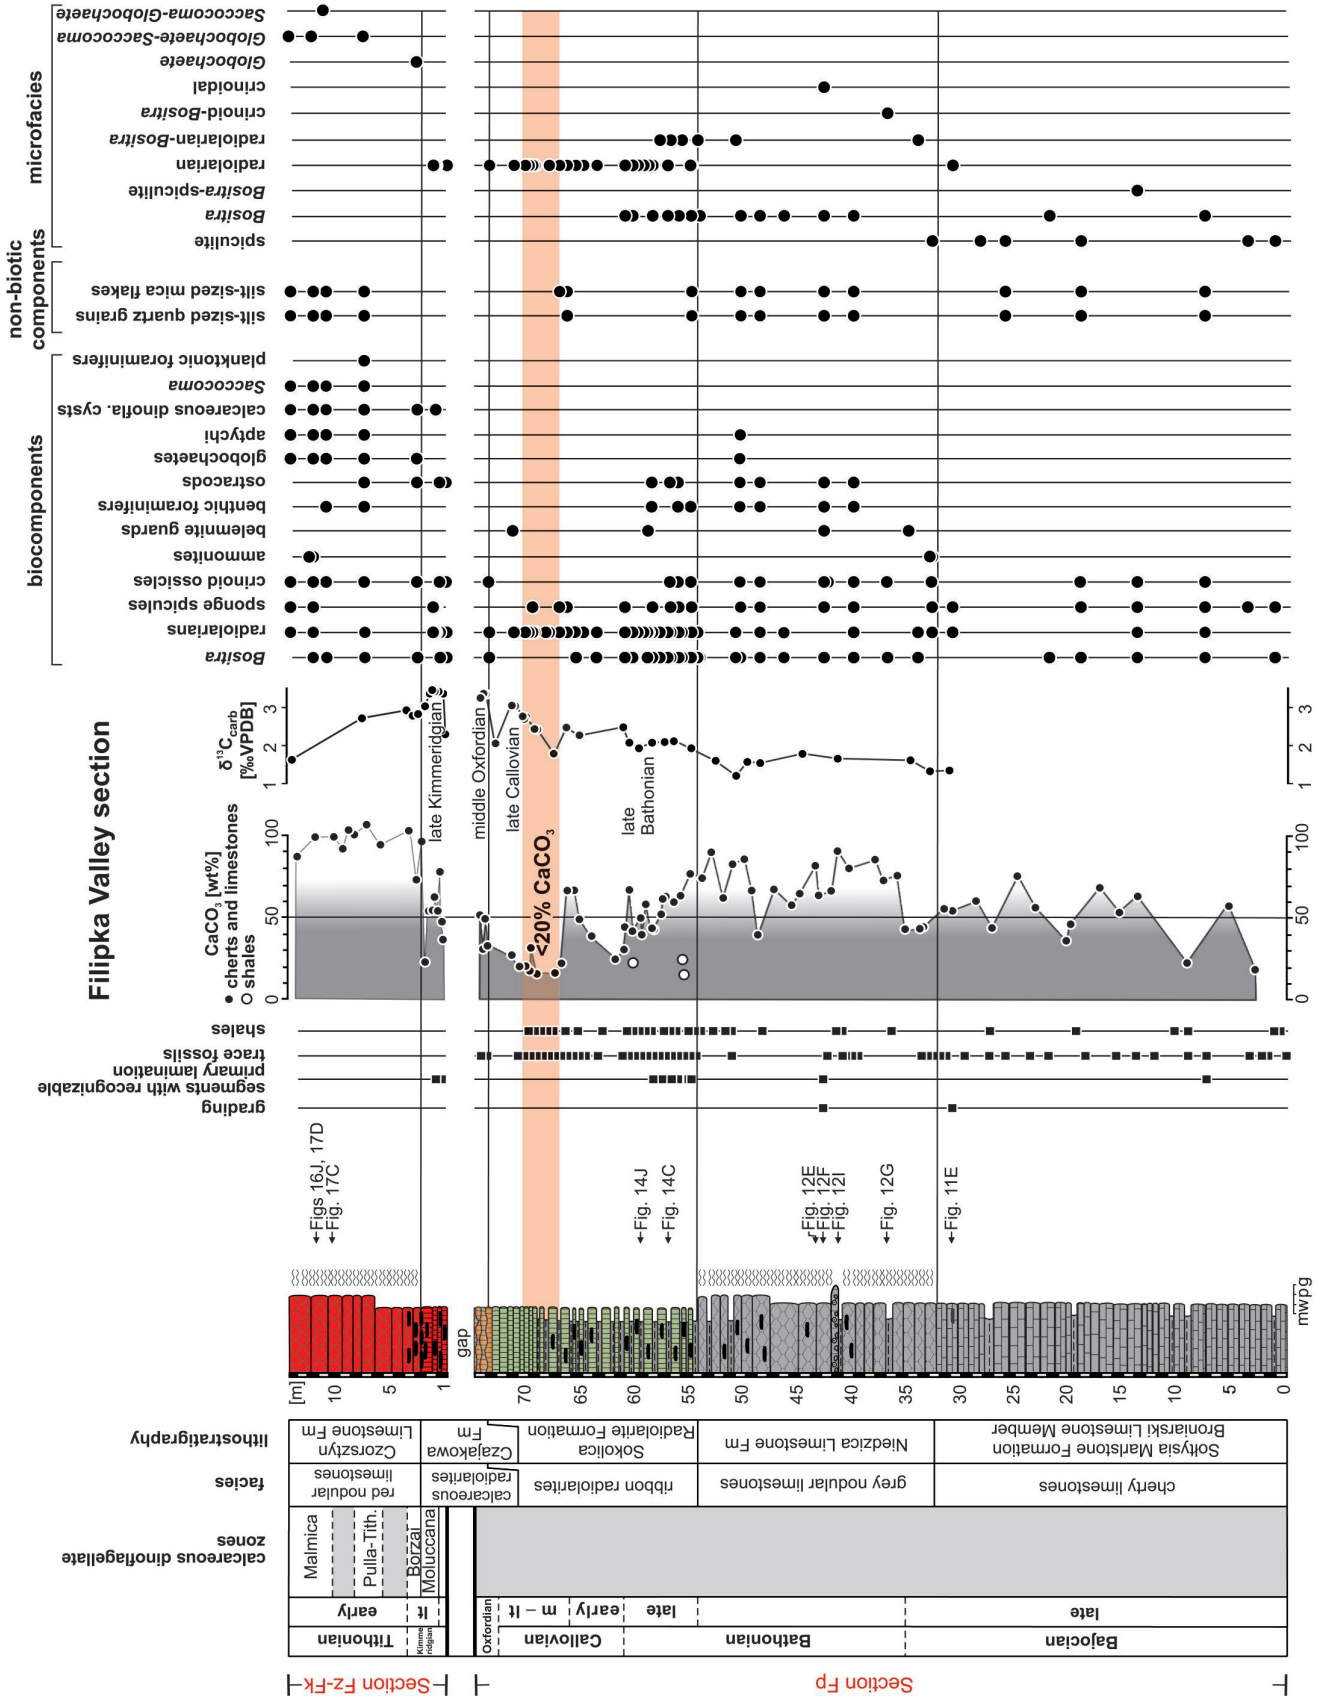 Filipka Valley section
microfacies
Saccocoma-Globochaete
Globochaete-Saccocoma
Globochaete
crinoidal
crinoid-Bositra
radiolarian-Bositra
radiolarian
Bositra-spiculite
Bositra
spiculite
non-biotic
components
silt-sized mica flakes
silt-sized quartz grains
biocomponents
planktonic foraminifers
Saccocoma
calcareous dinofla. cysts
aptychi
globochaetes
ostracods
benthic foraminifers
belemnite guards
ammonites
crinoid ossicles
sponge spicules
radiolarians
Bositra
δ13Ccarb
[‰VPDB]
3
2
1
3
2
1
late Kimmeridgian
middle Oxfordian
late Callovian
late
Bathonian
CaCO3 [wt%]
● cherts and limestones
○ shales
100
50
0
100
50
0
<20% CaCO3
shales
trace fossils
segments with recognizable
primary lamination
grading
Figs 16J, 17D
Fig. 17C
Fig. 14J
Fig. 14C
Fig. 12E
Fig. 12F
Fig. 12I
Fig. 12G
Fig. 11E
gap
mwpg
[m]
10
5
1
70
65
60
55
50
45
40
35
30
25
20
15
10
5
0
lithostratigraphy
Czorsztyn
Limestone Fm
Czajakowa
Fm
Sokolica
Radiolarite Formation
Niedzica Limestone Fm
Sołtysia Marlstone Formation
Broniarski Limestone Member
facies
red nodular
limestones
calcareous
radiolarites
ribbon radiolarites
grey nodular limestones
cherty limestones
calcareous dinoflagellate
zones
Malmica
Pulla-Tith.
Borzai
Moluccana
early
lt
m – lt
early
late
late
Tithonian
Kimme
ridgian
Oxfordian
Callovian
Bathonian
Bajocian
Section Fz-Fk
Section Fp